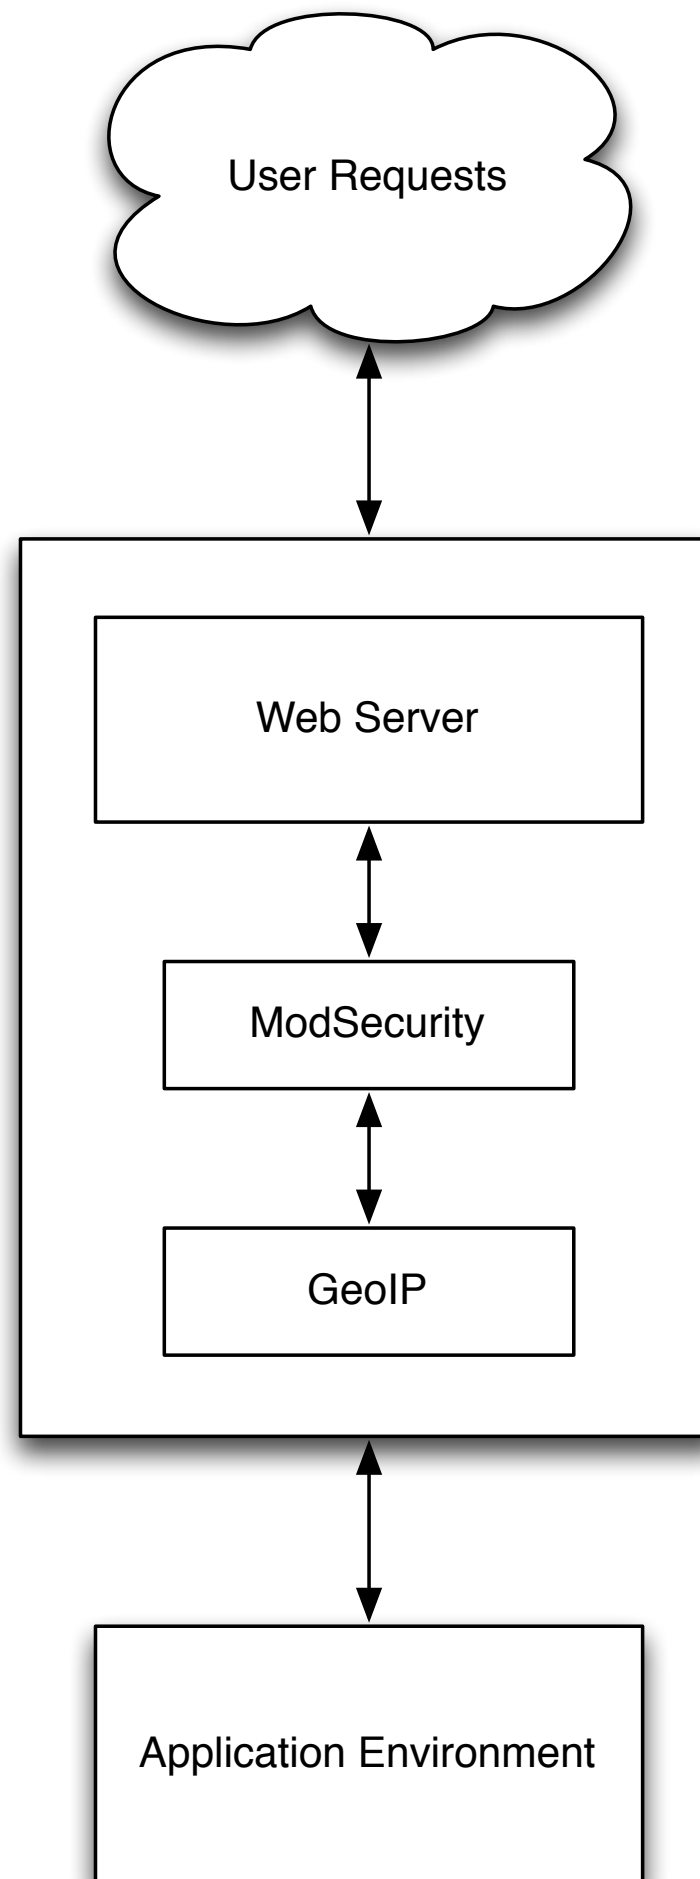 User Requests
Web Server
ModSecurity
GeoIP
Application Environment